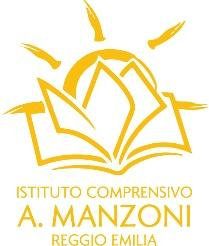 ISTITUTO COMPRENSIVO
A. MANZONI
REGGIO EMILIA